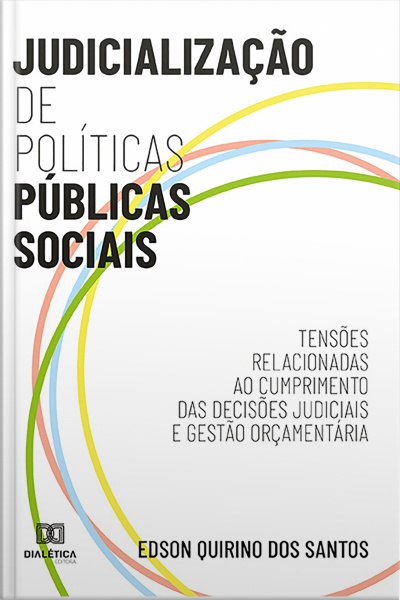 JUDICIALIZAÇÃO
DE
POLÍTICAS
PÚBLICAS
SOCIAIS
TENSÕES
RELACIONADAS
AO CUMPRIMENTO
DAS DECISÕES JUDICIAIS
E GESTÃO ORÇAMENTÁRIA
DIALÉTICA
EDITORA
EDSON QUIRINO DOS SANTOS